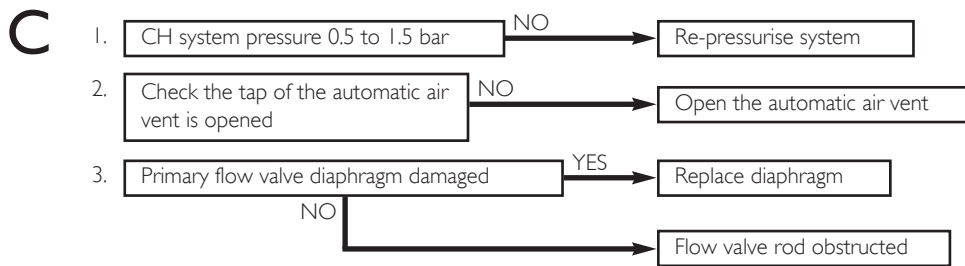 C
1. CH system pressure 0.5 to 1.5 bar NO Re-pressurise system
2. Check the tap of the automatic air NO Open the automatic air vent
vent is opened
3. Primary flow valve diaphragm damaged YES Replace diaphragm
NO
Flow valve rod obstructed